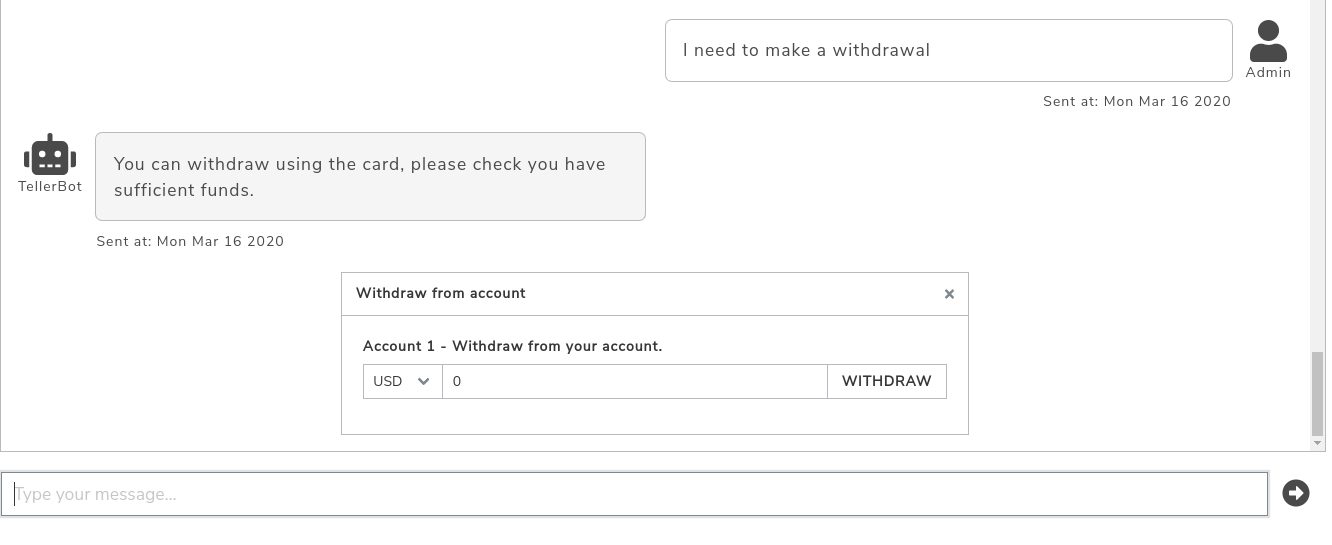 I need to make a withdrawal
Admin
Sent at: Mon Mar 16 2020
TellerBot
You can withdraw using the card, please check you have
sufficient funds.
Sent at: Mon Mar 16 2020
Withdraw from account
Account 1 - Withdraw from your account.
USD 0 WITHDRAW
Type your message...